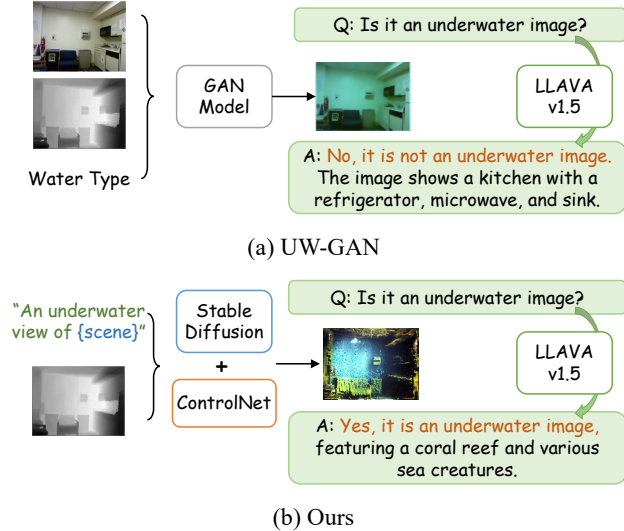 Q: Is it an underwater image?
GAN
Model
LLAVA
v1.5
Water Type
A: No, it is not an underwater image.
The image shows a kitchen with a
refrigerator, microwave, and sink.
(a) UW-GAN
"An underwater
view of {scene}"
Stable
Diffusion
+
ControlNet
Q: Is it an underwater image?
LLAVA
v1.5
A: Yes, it is an underwater image,
featuring a coral reef and various
sea creatures.
(b) Ours